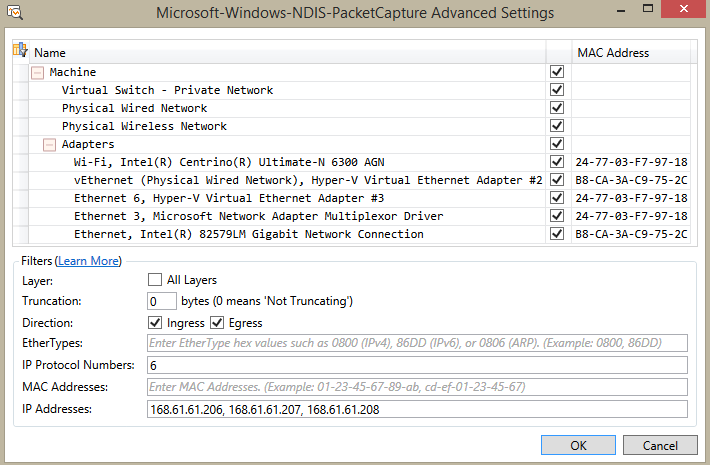 Microsoft-Windows-NDIS-PacketCapture Advanced Settings
Name MAC Address
Machine
Virtual Switch - Private Network
Physical Wired Network
Physical Wireless Network
Adapters
Wi-Fi, Intel(R) Centrino(R) Ultimate-N 6300 AGN 24-77-03-F7-97-18
vEthernet (Physical Wired Network), Hyper-V Virtual Ethernet Adapter #2 B8-CA-3A-C9-75-2C
Ethernet 6, Hyper-V Virtual Ethernet Adapter #3 24-77-03-F7-97-18
Ethernet 3, Microsoft Network Adapter Multiplexor Driver 24-77-03-F7-97-18
Ethernet, Intel(R) 82579LM Gigabit Network Connection B8-CA-3A-C9-75-2C
Filters (Learn More)
Layer: All Layers
Truncation: 0 bytes (0 means 'Not Truncating')
Direction: Ingress Egress
EtherTypes: Enter EtherType hex values such as 0800 (IPv4), 86DD (IPv6), or 0806 (ARP). (Example: 0800, 86DD)
IP Protocol Numbers: 6
MAC Addresses: Enter MAC Addresses. (Example: 01-23-45-67-89-ab, cd-ef-01-23-45-67)
IP Addresses: 168.61.61.206, 168.61.61.207, 168.61.61.208
OK Cancel